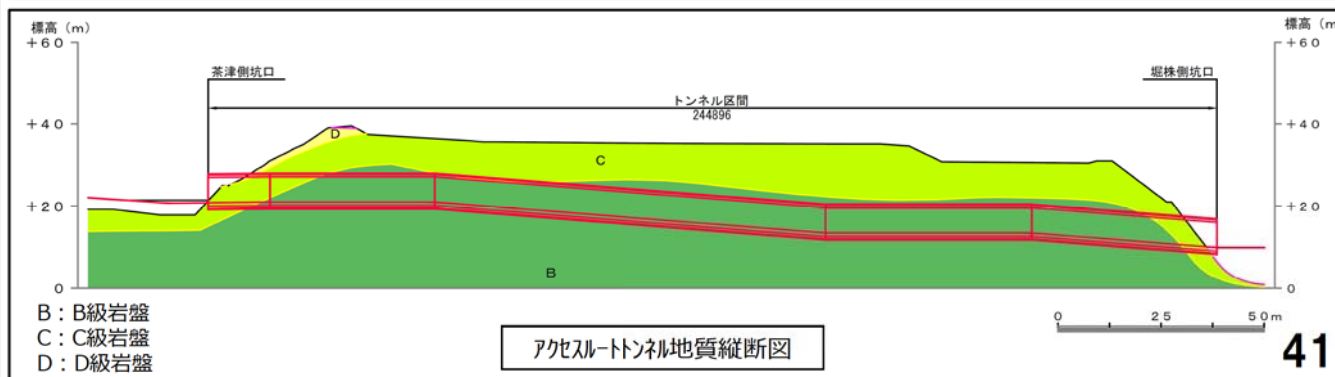 標高（m）
標高（m
+60
+60
茶津側坑口
堀株側坑口
トンネル区間
244896
+40
+40
D
C
+20
+20
B
0
0
B：B級岩盤
C：C級岩盤
D：D級岩盤
アクセスルートトンネル地質縦断図
0 25 50m
41